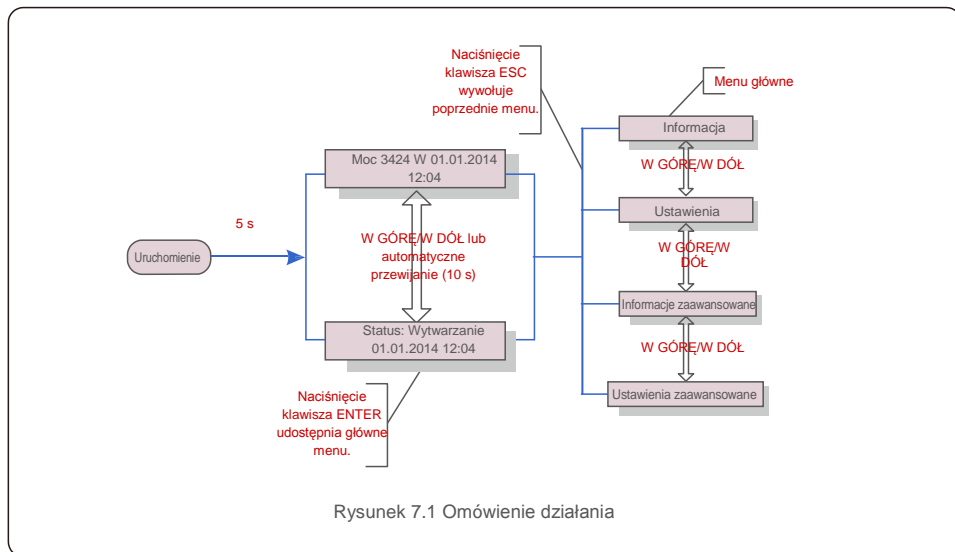 Naciśnięcie
klawisza ESC
wywołuje
poprzednie menu.
Menu główne
Informacja
W GÓRĘ/W DÓŁ
Ustawienia
W GÓRĘ/W
DÓŁ
Informacje zaawansowane
W GÓRĘ/W DÓŁ
Ustawienia zaawansowane
Moc 3424 W 01.01.2014
12:04
5 s
Uruchomienie
W GÓRĘ/W DÓŁ lub
automatyczne
przewijanie (10 s)
Status: Wytwarzanie
01.01.2014 12:04
Naciśnięcie
klawisza ENTER
udostępnia główne
menu.
Rysunek 7.1 Omówienie działania